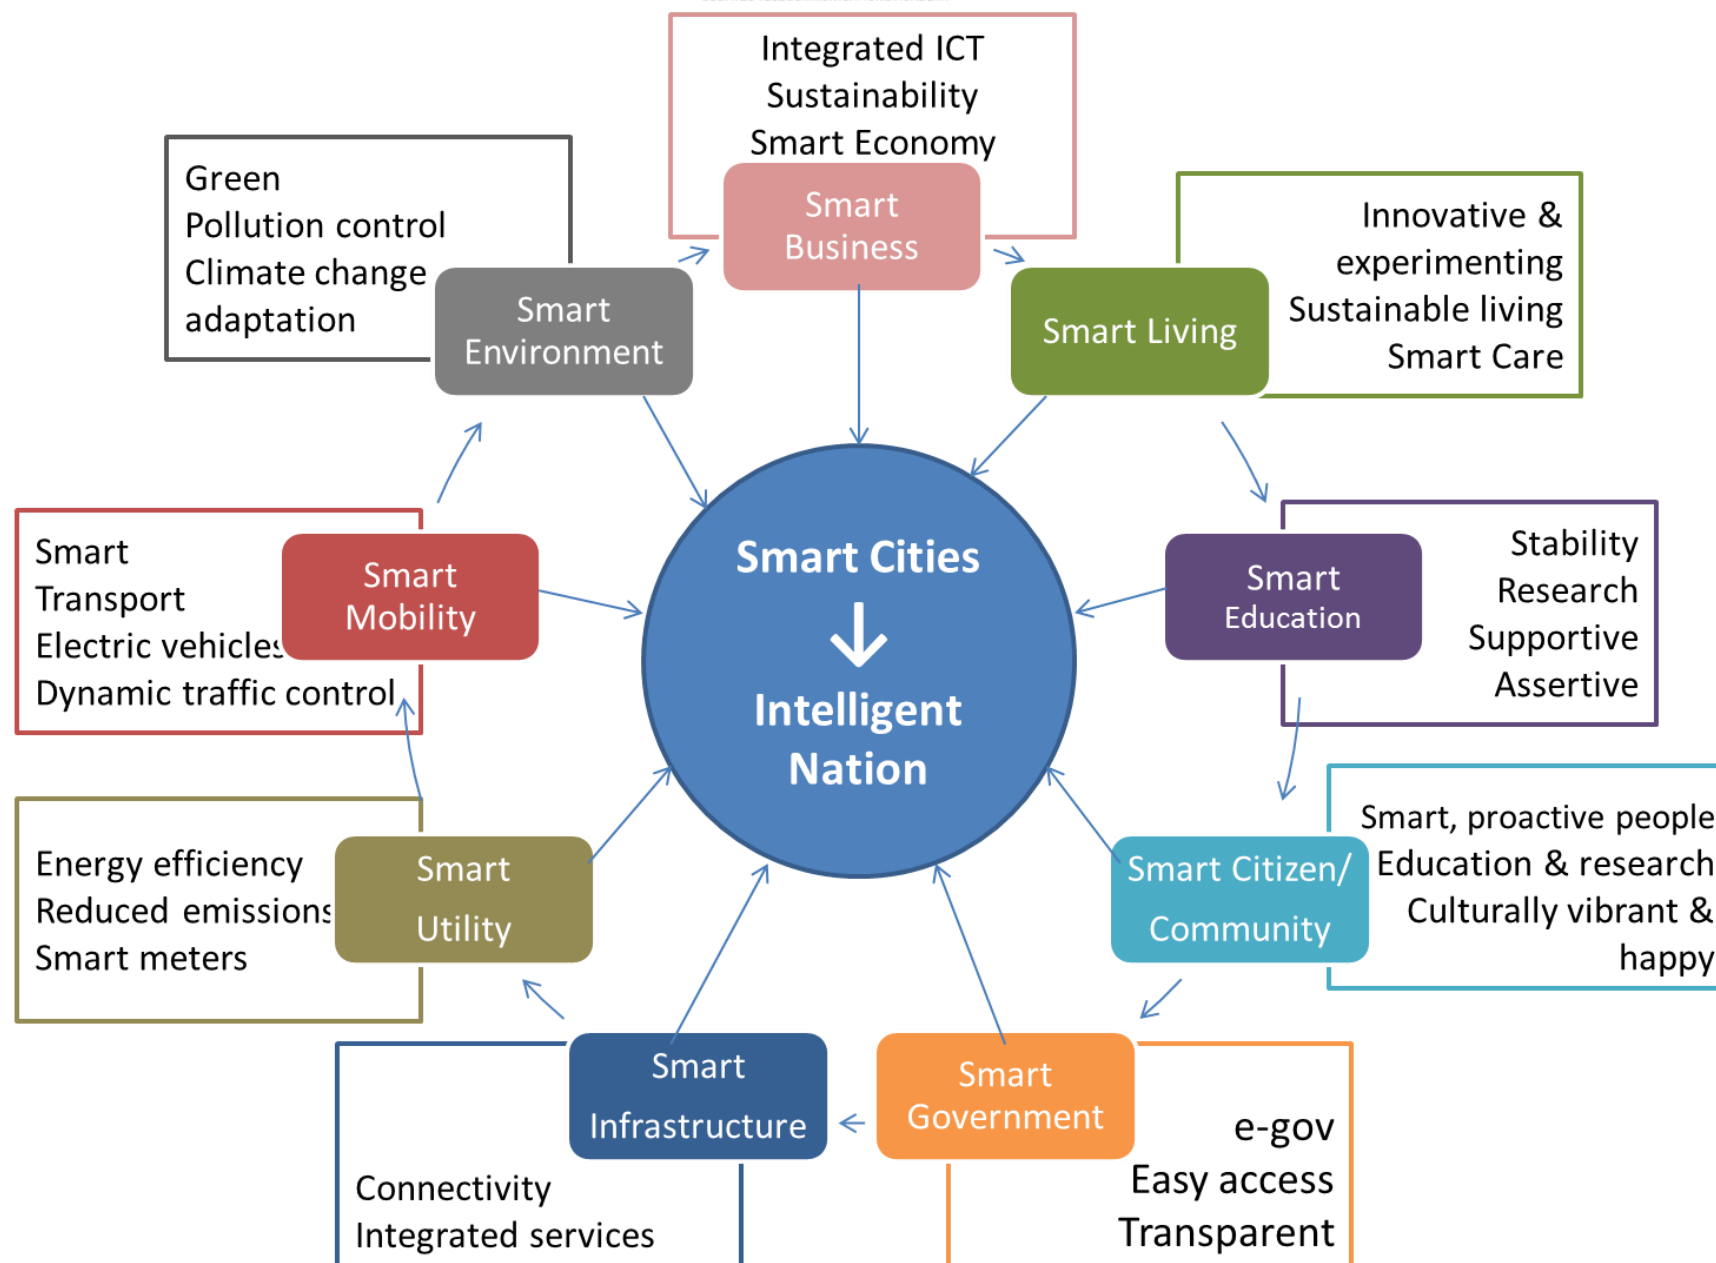 Integrated ICT
Sustainability
Smart Economy
Smart
Business
Green
Pollution control
Climate change
adaptation
Smart
Environment
Innovative &
experimenting
Sustainable living
Smart Care
Smart Living
Smart
Transport
Electric vehicles
Dynamic traffic control
Smart
Mobility
Smart Cities
Intelligent
Nation
Smart
Education
Stability
Research
Supportive
Assertive
Energy efficiency
Reduced emissions
Smart meters
Smart
Utility
Smart Citizen/
Community
Smart, proactive people
Education & research
Culturally vibrant &
happy
Smart
Infrastructure
Connectivity
Integrated services
Smart
Government
e-gov
Easy access
Transparent